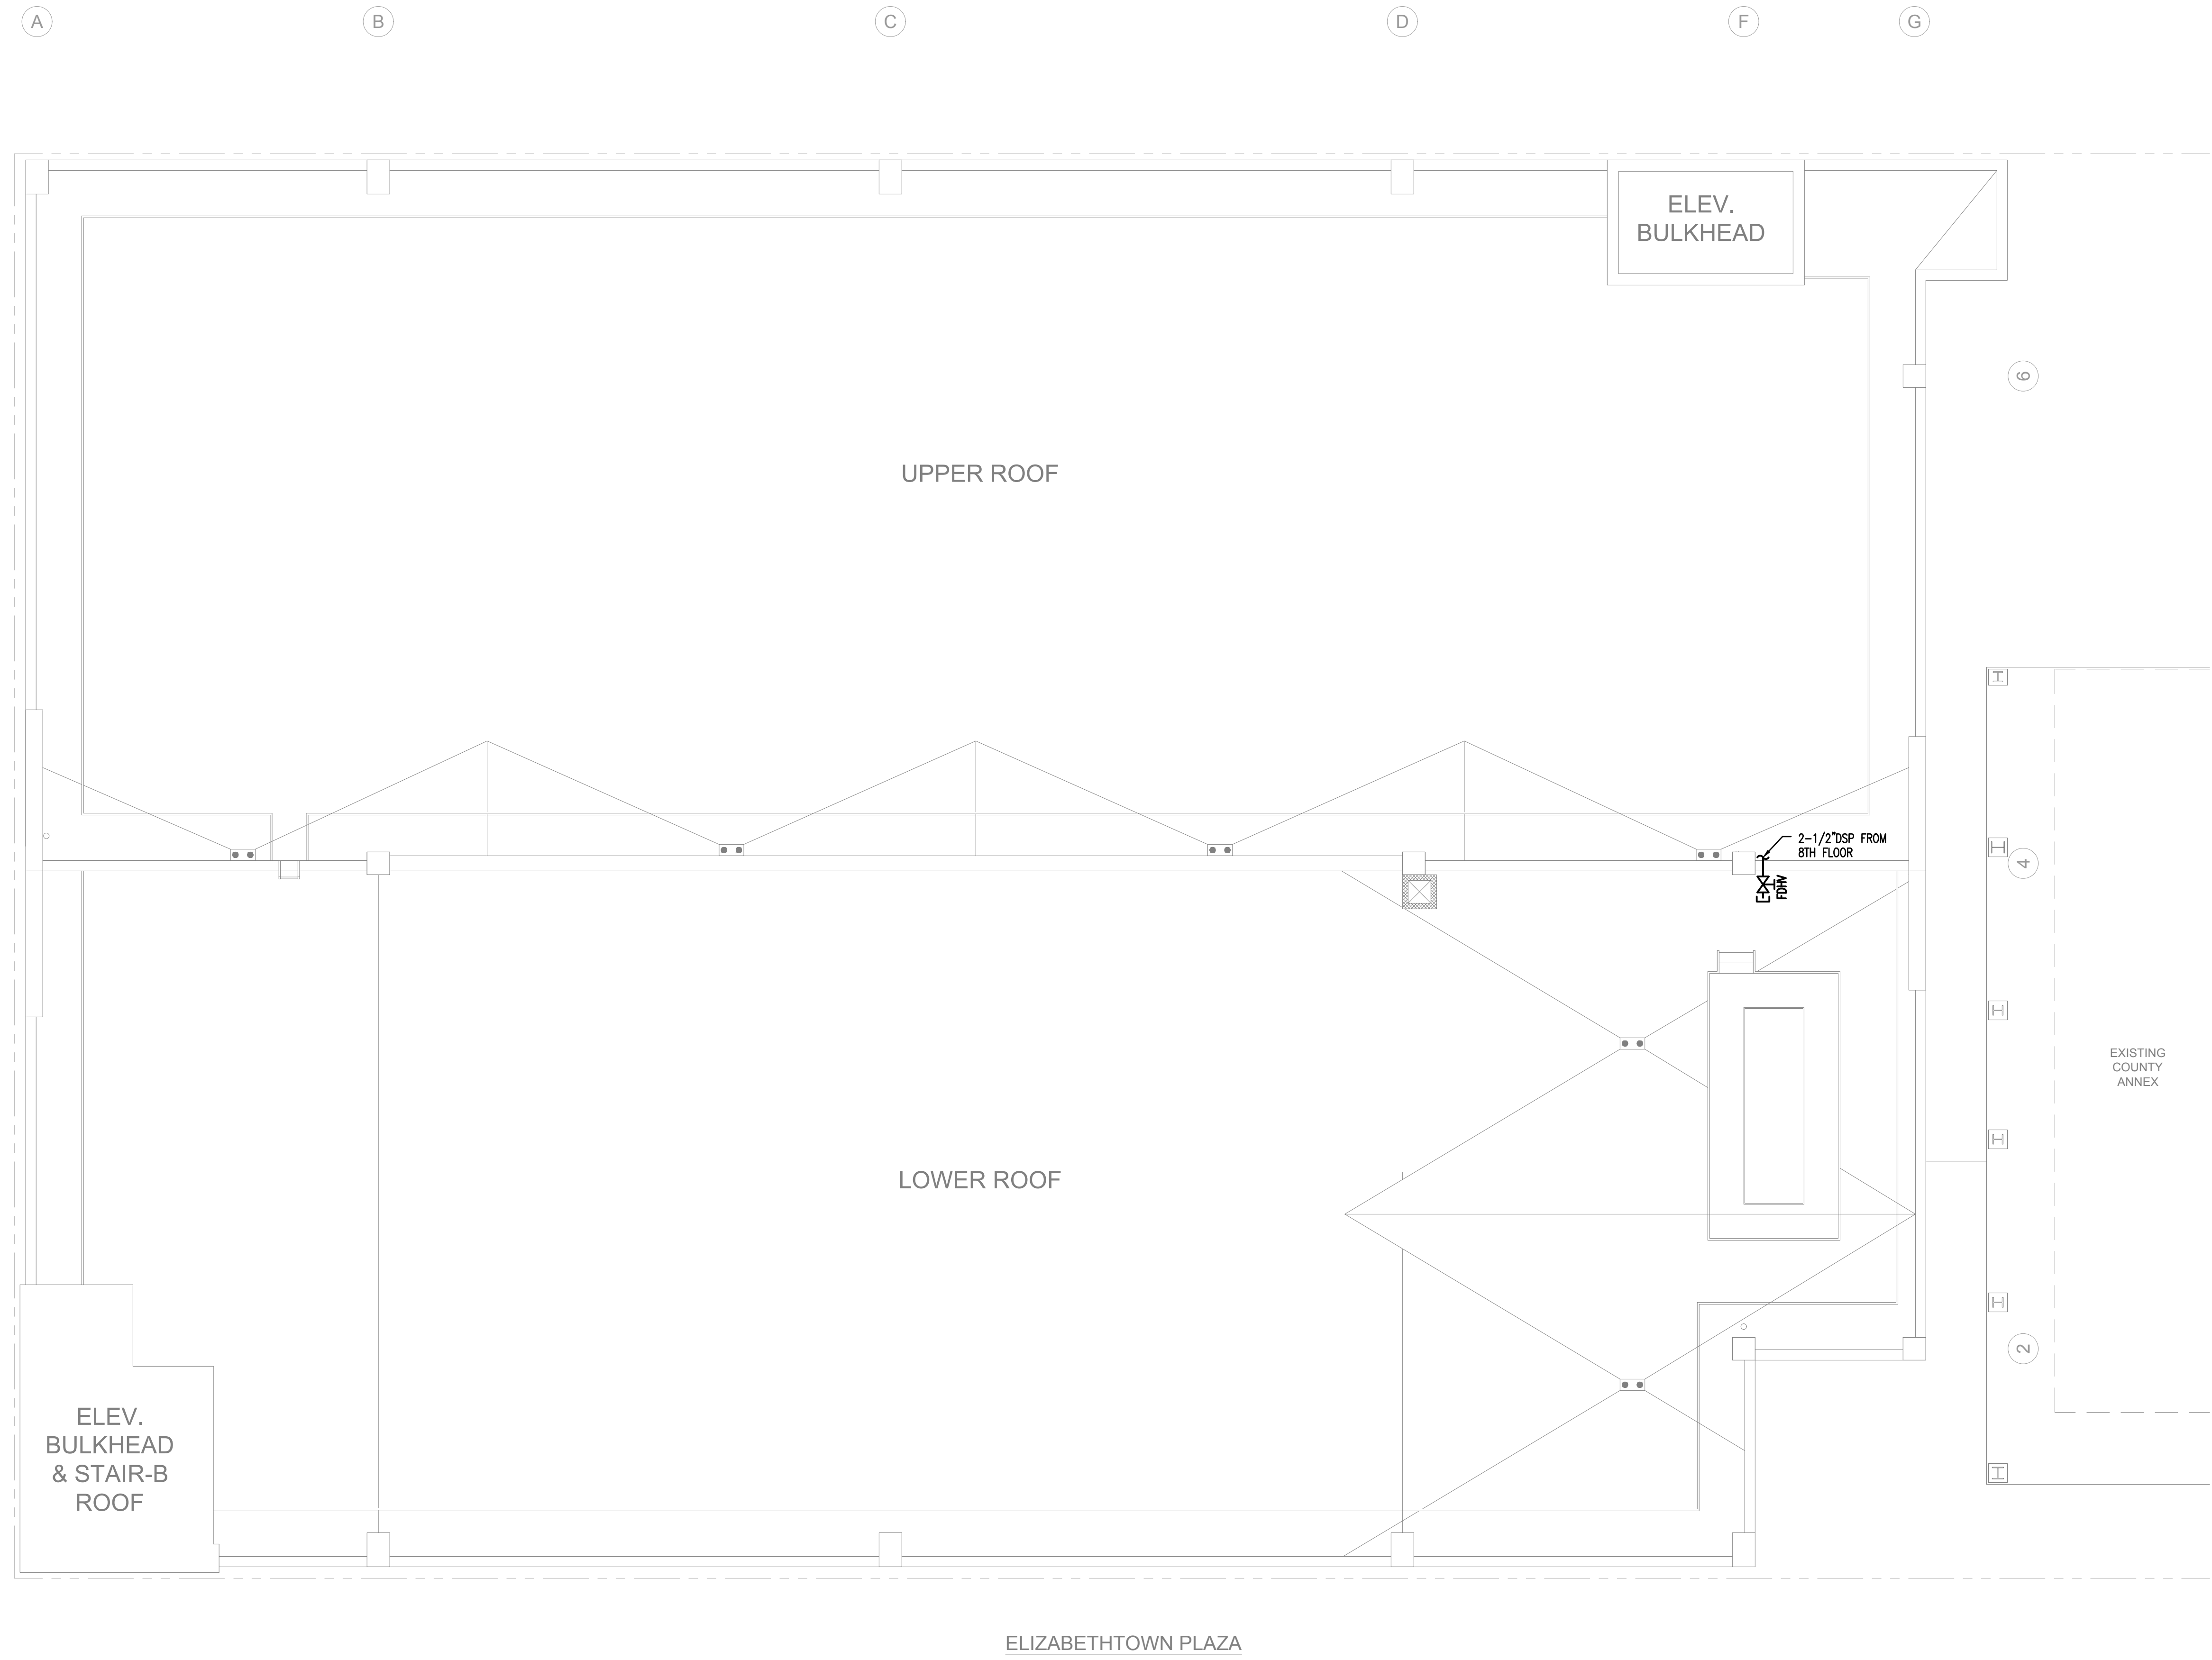 A
B
C
D
F
G
ELEV.
BULKHEAD
6
UPPER ROOF
2-1/2"DSP FROM
8TH FLOOR
4
FDHV
EXISTING
COUNTY
ANNEX
LOWER ROOF
2
ELEV.
BULKHEAD
& STAIR-B
ROOF
ELIZABETHTOWN PLAZA